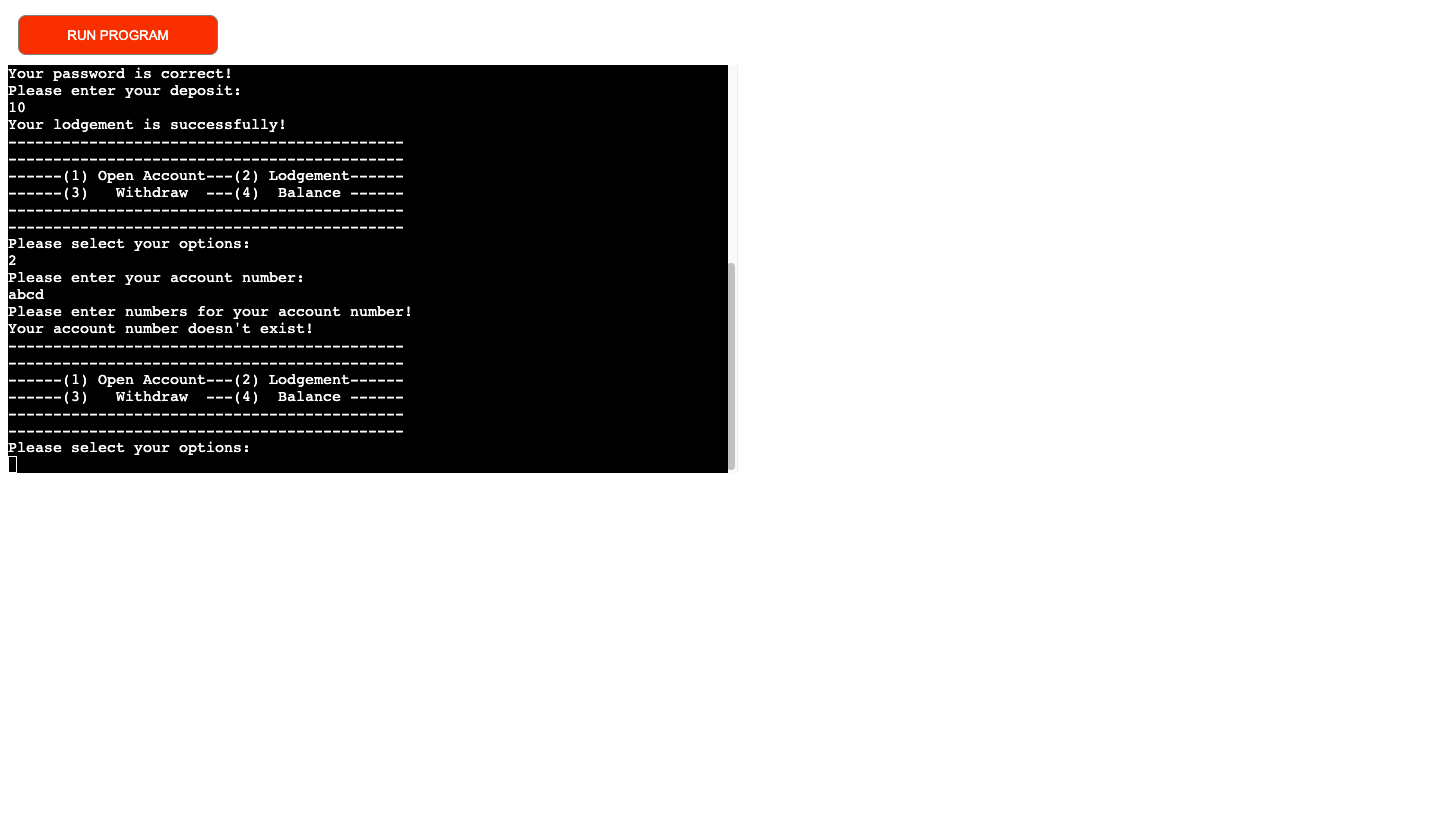 RUN PROGRAM
Your password is correct!
Please enter your deposit:
10
Your lodgement is successfully!
--------------------------------------------
--------------------------------------------
------(1) Open Account---(2) Lodgement------
------(3)   Withdraw  ---(4)  Balance ------
--------------------------------------------
--------------------------------------------
Please select your options:
2
Please enter your account number:
abcd
Please enter numbers for your account number!
Your account number doesn't exist!
--------------------------------------------
--------------------------------------------
------(1) Open Account---(2) Lodgement------
------(3)   Withdraw  ---(4)  Balance ------
--------------------------------------------
--------------------------------------------
Please select your options: